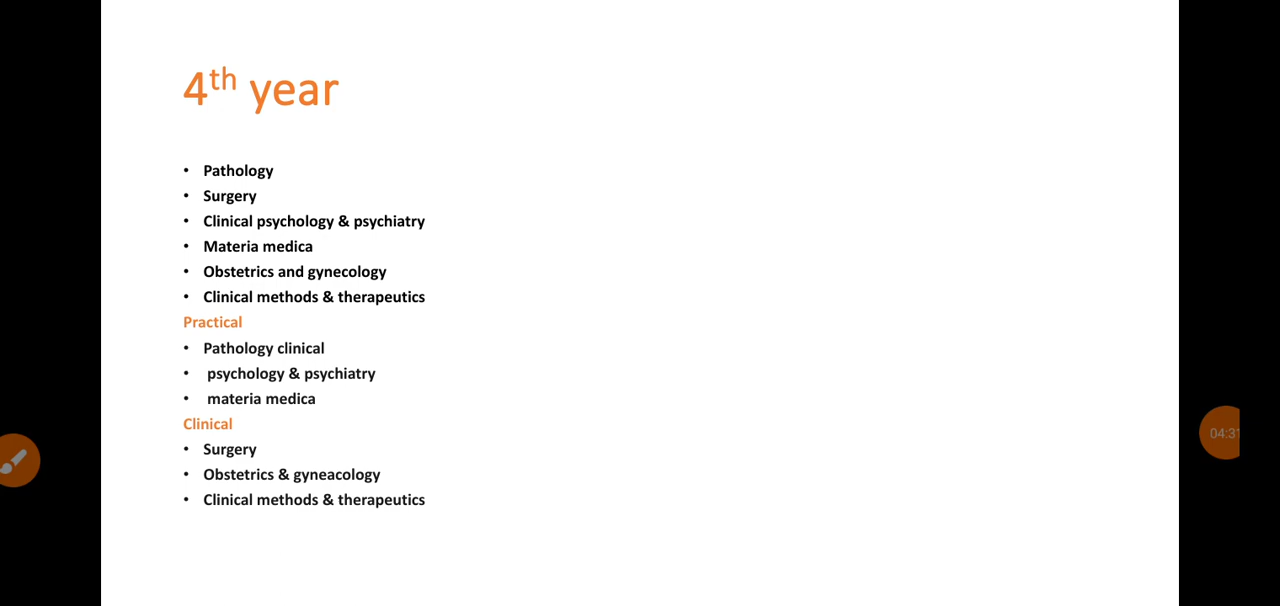 4th year
• Pathology
• Surgery
• Clinical psychology & psychiatry
• Materia medica
• Obstetrics and gynecology
• Clinical methods & therapeutics
Practical
• Pathology clinical
• psychology & psychiatry
• materia medica
Clinical
• Surgery
• Obstetrics & gyneacology
• Clinical methods & therapeutics
04:31